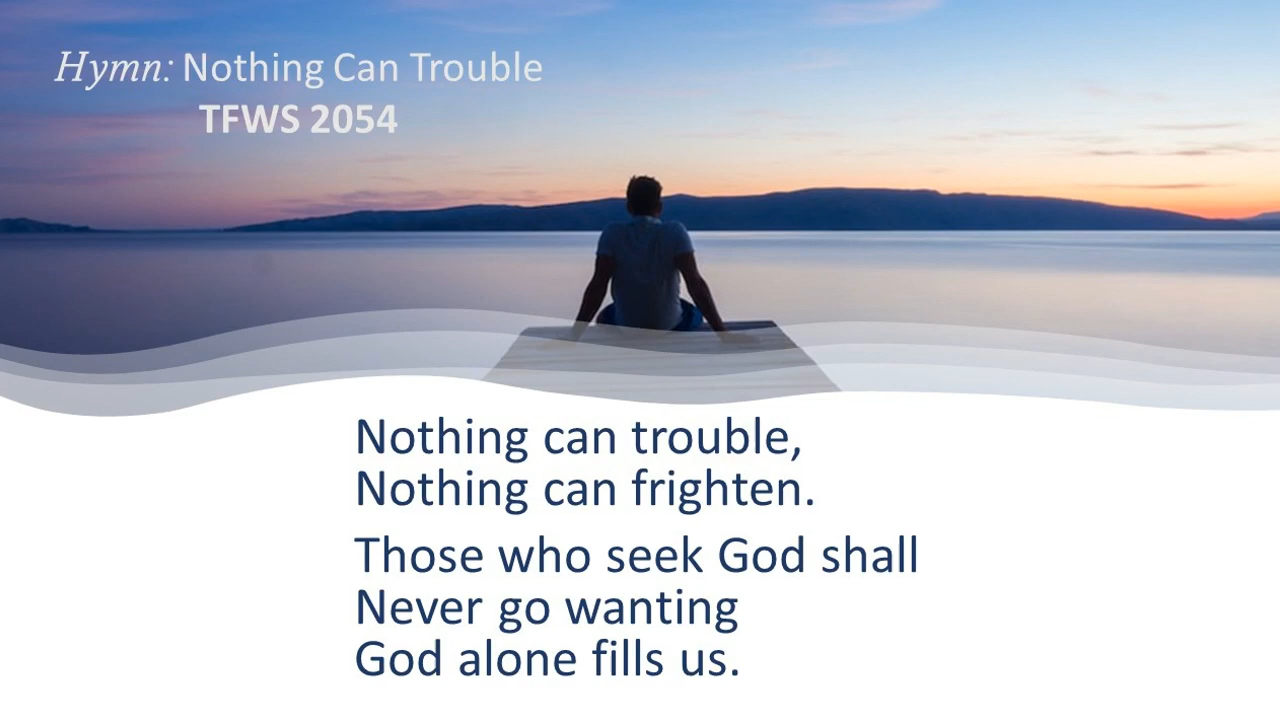 Hymn: Nothing Can Trouble
TFWS 2054
Nothing can trouble,
Nothing can frighten.
Those who seek God shall
Never go wanting
God alone fills us.